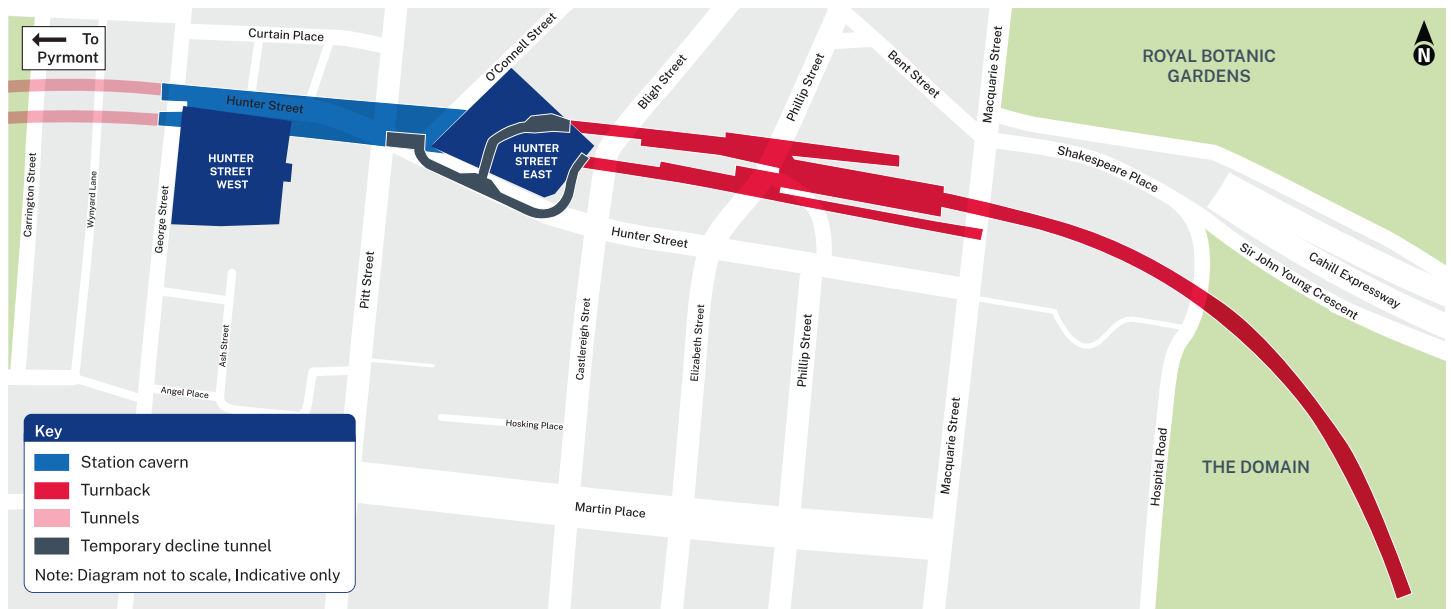 To
Pyrmont
Curtain Place
O'Connell Street
Bligh Street
Phillip Street
Bent Street
Macquarie Street
ROYAL BOTANIC
GARDENS
N
Hunter Street
HUNTER
STREET
WEST
HUNTER
STREET
EAST
Shakespeare Place
Carrington Street
Wynyard Lane
George Street
Pitt Street
Hunter Street
Sir John Young Crescent
Cahill Expressway
Ash Street
Castlereigh Stret
Elizabeth Street
Phillip Street
Angel Place
Hosking Place
Macquarie Street
Hospital Road
THE DOMAIN
Martin Place
Key
Station cavern
Turnback
Tunnels
Temporary decline tunnel
Note: Diagram not to scale, Indicative only